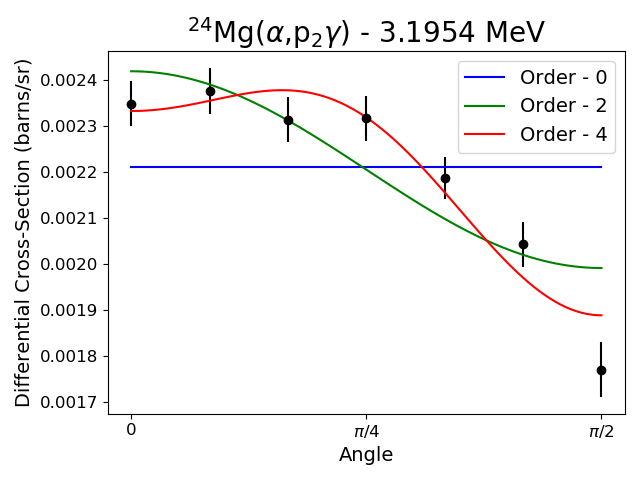 ²⁴Mg(α,p₂γ) - 3.1954 MeV
Differential Cross-Section (barns/sr)
0.0024
0.0023
0.0022
0.0021
0.0020
0.0019
0.0018
0.0017
Order - 0
Order - 2
Order - 4
0
π/4
π/2
Angle